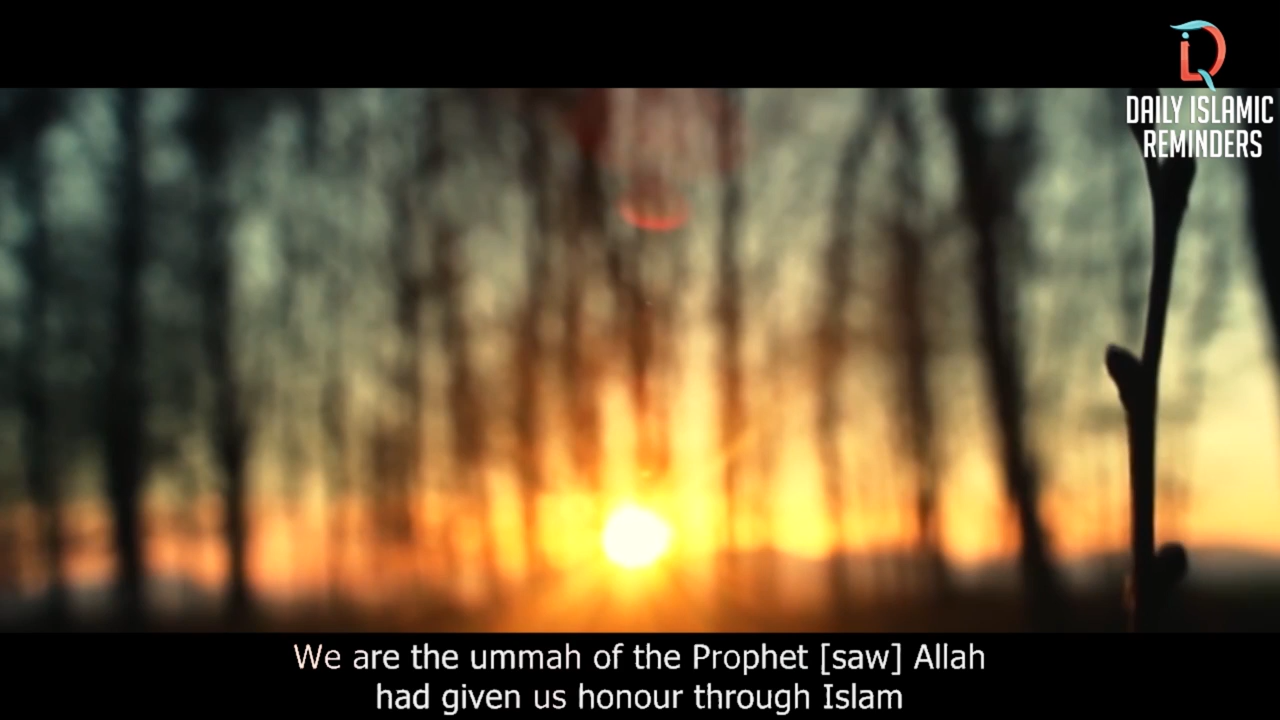 DAILY ISLAMIC
REMINDERS
We are the ummah of the Prophet [saw] Allah
had given us honour through Islam